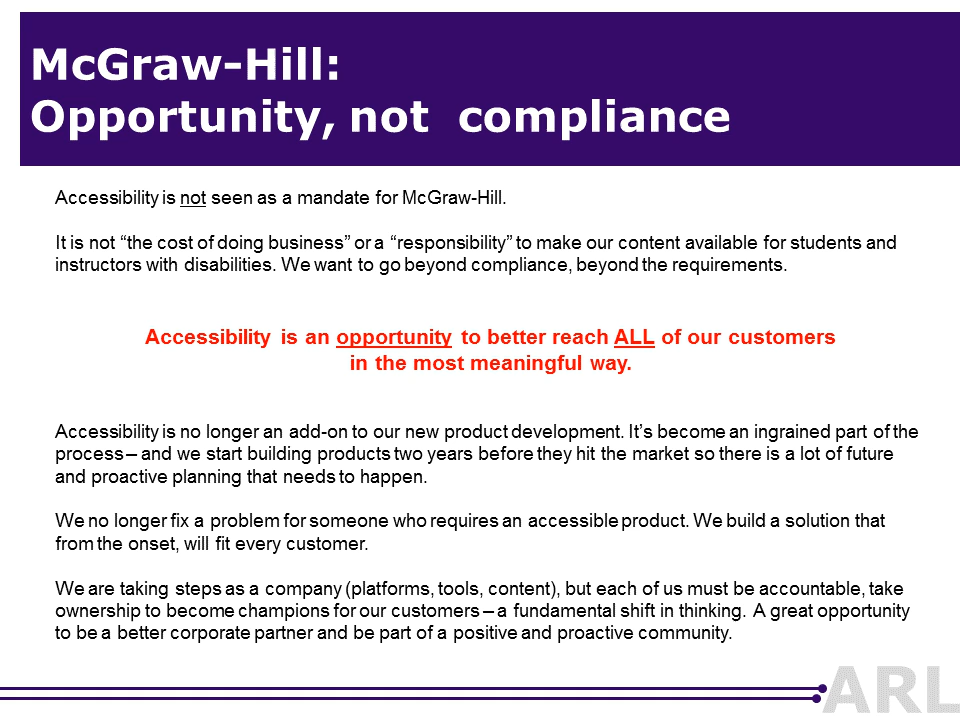 McGraw-Hill:
Opportunity, not  compliance
Accessibility is not seen as a mandate for McGraw-Hill.
It is not “the cost of doing business” or a “responsibility” to make our content available for students and
instructors with disabilities. We want to go beyond compliance, beyond the requirements.
Accessibility is an opportunity to better reach ALL of our customers
in the most meaningful way.
Accessibility is no longer an add-on to our new product development. It’s become an ingrained part of the
process – and we start building products two years before they hit the market so there is a lot of future
and proactive planning that needs to happen.
We no longer fix a problem for someone who requires an accessible product. We build a solution that
from the onset, will fit every customer.
We are taking steps as a company (platforms, tools, content), but each of us must be accountable, take
ownership to become champions for our customers – a fundamental shift in thinking.  A great opportunity
to be a better corporate partner and be part of a positive and proactive community.
ARL